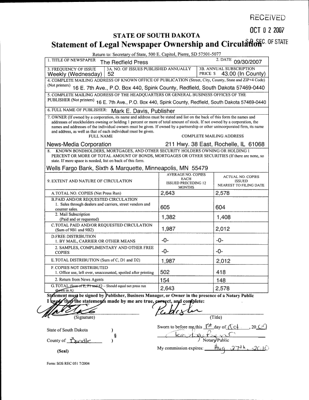 RECEIVED
OCT 02 2007
S.D. SEC. OF STATE
STATE OF SOUTH DAKOTA
Statement of Legal Newspaper Ownership and Circulation
Return to: Secretary of State, 500 E. Capitol, Pierre, SD 57501-5077
1. TITLE OF NEWSPAPER The Redfield Press
2. DATE 09/30/2007
3. FREQUENCY OF ISSUE Weekly (Wednesday)
3A. NO. OF ISSUES PUBLISHED ANNUALLY 52
3B. ANNUAL SUBSCRIPTION PRICE $ 43.00 (In County)
4. COMPLETE MAILING ADDRESS OF KNOWN OFFICE OF PUBLICATION (Street, City, County, State and ZIP+4 Code)
(Not printers) 16 E. 7th Ave., P.O. Box 440, Spink County, Redfield, South Dakota 57469-0440
5. COMPLETE MAILING ADDRESS OF THE HEADQUARTERS OF GENERAL BUSINESS OFFICES OF THE
PUBLISHER (Not printers) 16 E. 7th Ave., P.O. Box 440, Spink County, Redfield, South Dakota 57469-0440
6. FULL NAME OF PUBLISHER: Mark E. Davis, Publisher
7. OWNER (If owned by a corporation, its name and address must be stated and listed on the back of this form the names and
addresses of stockholders owning or holding 1 percent or more of total amount of stock. If not owned by a corporation, the
names and addresses of the individual owners must be given. If owned by a partnership or other unincorporated firm, its name
and address, as well as that of each individual must be given.
FULL NAME COMPLETE MAILING ADDRESS
News-Media Corporation 211 Hwy. 38 East, Rochelle, IL 61068
8. KNOWN BONDHOLDERS, MORTGAGEES, AND OTHER SECURITY HOLDERS OWNING OR HOLDING 1
PERCENT OR MORE OF TOTAL AMOUNT OF BONDS, MORTGAGES OR OTHER SECURITIES (If there are none, so
state. If more space is needed, list on back of this form.
Wells Fargo Bank, Sixth & Marquette, Minneapolis, MN 55479
9. EXTENT AND NATURE OF CIRCULATION
AVERAGE NO. COPIES EACH ISSUED PRECEDING 12 MONTHS
ACTUAL NO. COPIES ISSUED NEAREST TO FILING DATE
A. TOTAL NO. COPIES (Net Press Run) 2,643 2,578
B. PAID AND/OR REQUESTED CIRCULATION
1. Sales through dealers and carriers, street vendors and counter sales 605 604
2. Mail Subscription (Paid and or requested) 1,382 1,408
C. TOTAL PAID AND/OR REQUESTED CIRCULATION (Sum of 9B1 and 9B2) 1,987 2,012
D. FREE DISTRIBUTION
1. BY MAIL, CARRIER OR OTHER MEANS -0- -0-
2. SAMPLES, COMPLIMENTARY AND OTHER FREE COPIES -0- -0-
E. TOTAL DISTRIBUTION (Sum of C, D1 and D2) 1,987 2,012
F. COPIES NOT DISTRIBUTED
1. Office use, left over, unaccounted, spoiled after printing 502 418
2. Return from News Agents 154 148
G. TOTAL (Sum of E, F1 and 2 - Should equal net press run shown in A) 2,643 2,578
Statement must be signed by Publisher, Business Manager, or Owner in the presence of a Notary Public
I swear that the statements made by me are true, correct, and complete:
Publisher
(Signature) (Title)
State of South Dakota )
§
County of )
(Seal)
Sworn to before me this day of
Notary Public
My commission expires
Form: SOS REC 051 7/2004